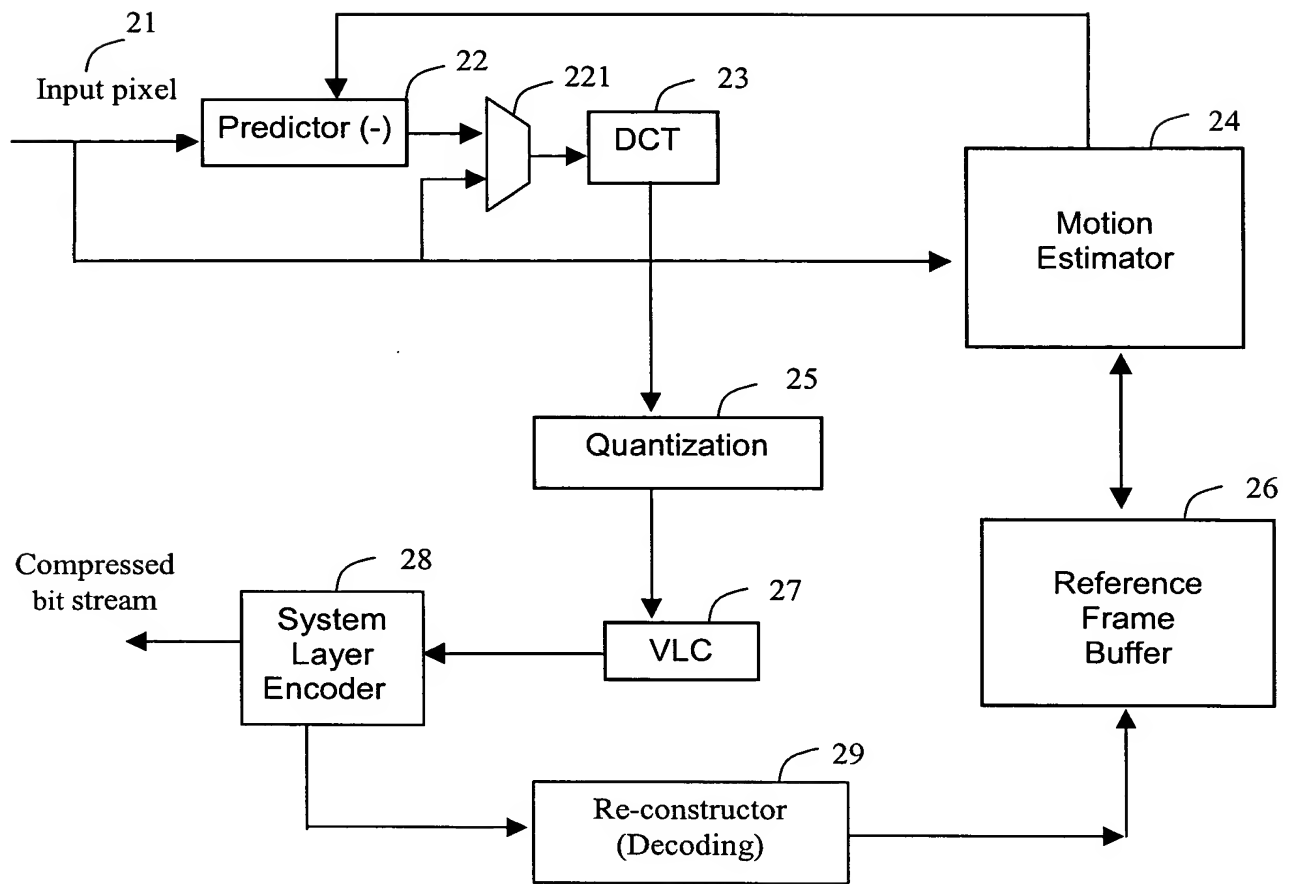 21
Input pixel
22
Predictor (-)
221
23
DCT
24
Motion
Estimator
25
Quantization
26
Reference
Frame
Buffer
27
VLC
28
System
Layer
Encoder
Compressed
bit stream
29
Re-constructor
(Decoding)